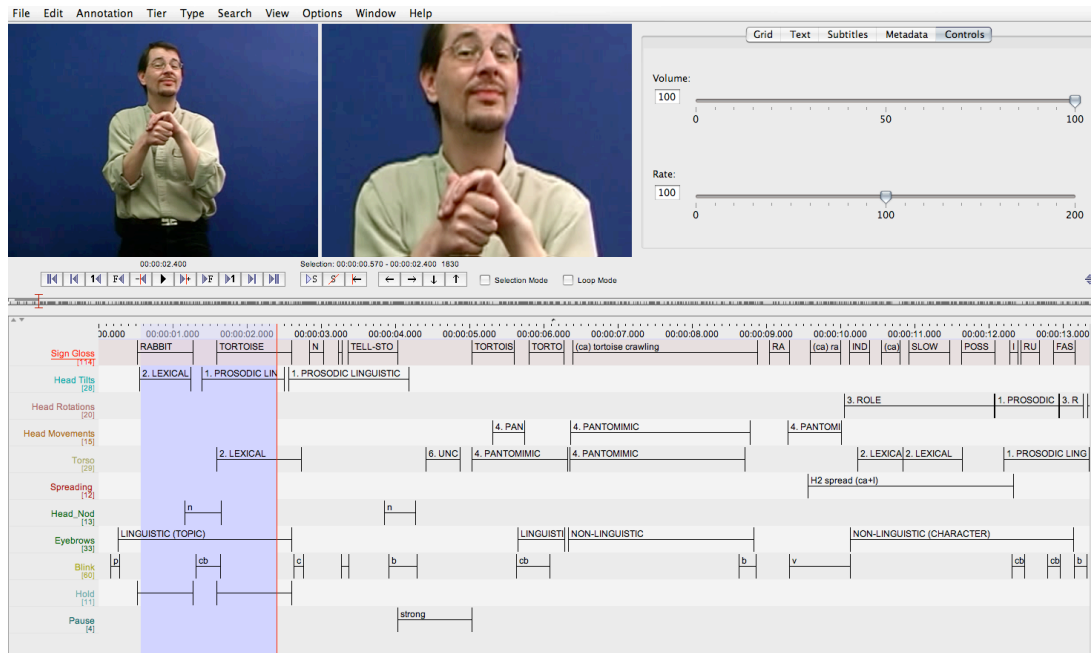 File Edit Annotation Tier Type Search View Options Window Help
Grid Text Subtitles Metadata Controls
Volume:
100
0 50 100
Rate:
100
0 100 200
00:00:02.400 Selection: 00:00:00.570 - 00:00:02.400 1830
Selection Mode Loop Mode
00.000 00:00:01.000 00:00:02.000 00:00:03.000 00:00:04.000 00:00:05.000 00:00:06.000 00:00:07.000 00:00:08.000 00:00:09.000 00:00:10.000 00:00:11.000 00:00:12.000 00:00:13.000
Sign Gloss RABBIT TORTOISE N TELL-STO TORTOIS TORTO (ca) tortoise crawling RA (ca) ra IND (ca) SLOW POSS I RU FAS
[114]
Head Tilts 2. LEXICAL 1. PROSODIC LIN 1. PROSODIC LINGUISTIC
[28]
Head Rotations 3. ROLE 1. PROSODIC 3. R
[20]
Head Movements 4. PAN 4. PANTOMIMIC 4. PANTOMI
[15]
Torso 2. LEXICAL 6. UNC 4. PANTOMIMIC 4. PANTOMIMIC 2. LEXICA 2. LEXICAL 1. PROSODIC LING
[29]
Spreading H2 spread (ca+I)
[12]
Head_Nod n n
[13]
Eyebrows LINGUISTIC (TOPIC) LINGUISTI NON-LINGUISTIC NON-LINGUISTIC (CHARACTER)
[33]
Blink p cb c b cb b v cb cb b
[60]
Hold
[11]
Pause strong
[4]